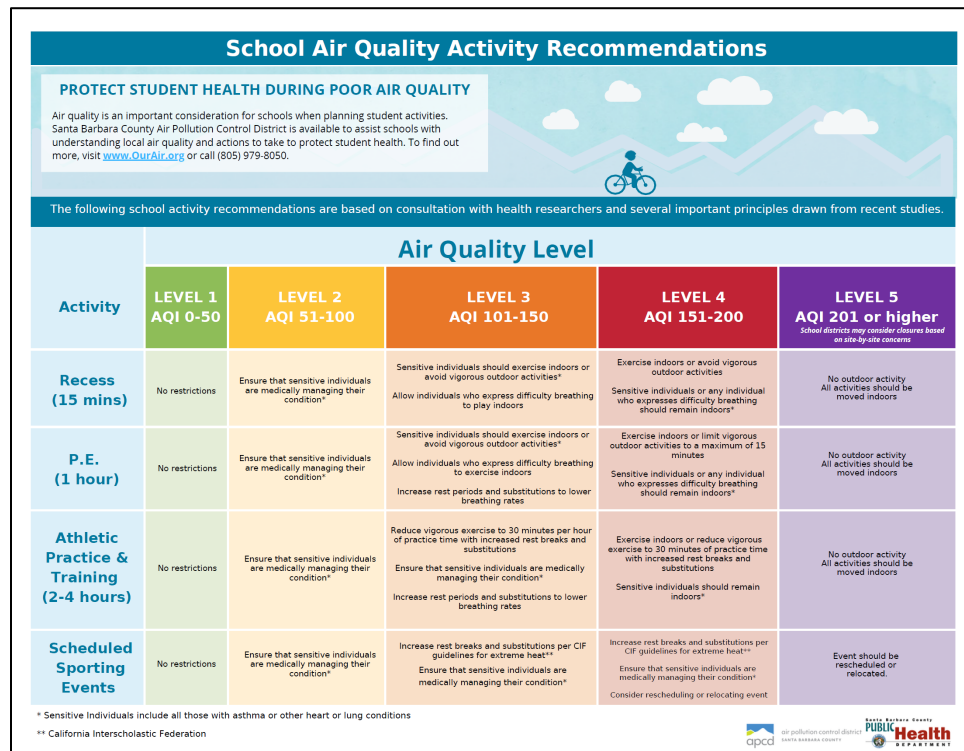 School Air Quality Activity Recommendations
PROTECT STUDENT HEALTH DURING POOR AIR QUALITY
Air quality is an important consideration for schools when planning student activities.
Santa Barbara County Air Pollution Control District is available to assist schools with
understanding local air quality and actions to take to protect student health. To find out
more, visit www.OurAir.org or call (805) 979-8050.
The following school activity recommendations are based on consultation with health researchers and several important principles drawn from recent studies.
Air Quality Level
Activity
LEVEL 1
AQI 0-50
LEVEL 2
AQI 51-100
LEVEL 3
AQI 101-150
LEVEL 4
AQI 151-200
LEVEL 5
AQI 201 or higher
School districts may consider closures based
on site-by-site concerns
Recess
(15 mins)
No restrictions
Ensure that sensitive individuals
are medically managing their
condition*
Sensitive individuals should exercise indoors or
avoid vigorous outdoor activities*
Allow individuals who express difficulty breathing
to play indoors
Exercise indoors or avoid vigorous
outdoor activities
Sensitive individuals or any individual
who expresses difficulty breathing
should remain indoors*
No outdoor activity
All activities should be
moved indoors
P.E.
(1 hour)
No restrictions
Ensure that sensitive individuals
are medically managing their
condition*
Sensitive individuals should exercise indoors or
avoid vigorous outdoor activities*
Allow individuals who express difficulty breathing
to exercise indoors
Increase rest periods and substitutions to lower
breathing rates
Exercise indoors or limit vigorous
outdoor activities to a maximum of 15
minutes
Sensitive individuals or any individual
who expresses difficulty breathing
should remain indoors*
No outdoor activity
All activities should be
moved indoors
Athletic
Practice &
Training
(2-4 hours)
No restrictions
Ensure that sensitive individuals
are medically managing their
condition*
Reduce vigorous exercise to 30 minutes per hour
of practice time with increased rest breaks and
substitutions
Ensure that sensitive individuals are medically
managing their condition*
Increase rest periods and substitutions to lower
breathing rates
Exercise indoors or reduce vigorous
exercise to 30 minutes of practice time
with increased rest breaks and
substitutions
Sensitive individuals should remain
indoors*
No outdoor activity
All activities should be
moved indoors
Scheduled
Sporting
Events
No restrictions
Ensure that sensitive individuals
are medically managing their
condition*
Increase rest breaks and substitutions per CIF
guidelines for extreme heat**
Ensure that sensitive individuals are
medically managing their condition*
Increase rest breaks and substitutions per
CIF guidelines for extreme heat**
Ensure that sensitive individuals are
medically managing their condition*
Consider rescheduling or relocating event
Event should be
rescheduled or
relocated.
* Sensitive Individuals include all those with asthma or other heart or lung conditions
** California Interscholastic Federation
apcd
air pollution control district
SANTA BARBARA COUNTY
Santa Barbara County
PUBLIC Health
DEPARTMENT